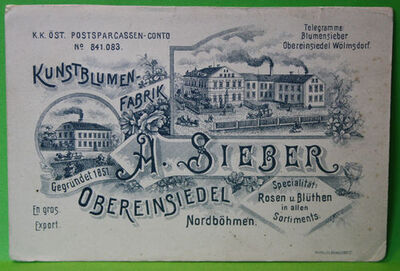 K.K. ÖST. POSTSPARCASSEN-CONTO
No 841.083.
Telegramme:
Blumensieber
Obereinsiedel Wölmsdorf.
KUNSTBLUMEN-
FABRIK
Gegründet 1851.
A. SIEBER
OBEREINSIEDEL
Nordböhmen.
En gros.
Export.
Specialität:
Rosen u. Blüthen
in allen
Sortiments.